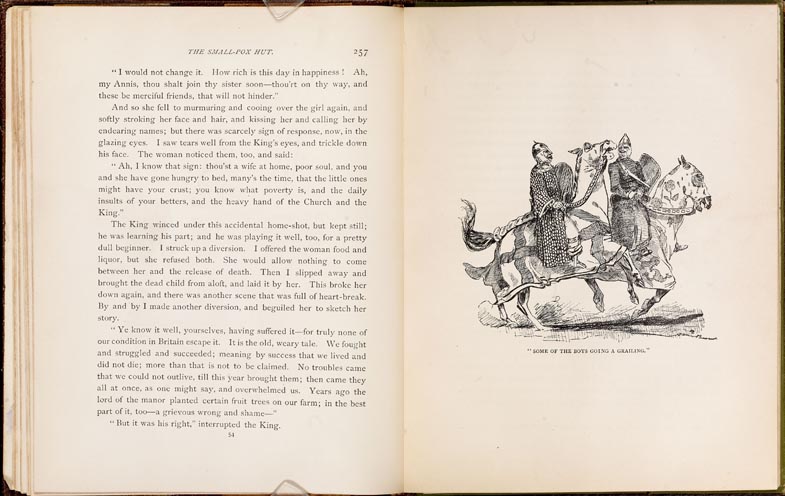 THE SMALL-POX HUT. 257
"I would not change it. How rich is this day in happiness! Ah,
my Annis, thou shalt join thy sister soon—thou'rt on thy way, and
these be merciful friends, that will not hinder."
And so she fell to murmuring and cooing over the girl again, and
softly stroking her face and hair, and kissing her and calling her by
endearing names; but there was scarcely sign of response, now, in the
glazing eyes. I saw tears well from the King's eyes, and trickle down
his face. The woman noticed them, too, and said:
"Ah, I know that sign: thou'st a wife at home, poor soul, and you
and she have gone hungry to bed, many's the time, that the little ones
might have your crust; you know what poverty is, and the daily
insults of your betters, and the heavy hand of the Church and the
King."
The King winced under this accidental home-shot, but kept still;
he was learning his part; and he was playing it well, too, for a pretty
dull beginner. I struck up a diversion. I offered the woman food and
liquor, but she refused both. She would allow nothing to come
between her and the release of death. Then I slipped away and
brought the dead child from aloft, and laid it by her. This broke her
down again, and there was another scene that was full of heart-break.
By and by I made another diversion, and beguiled her to sketch her
story.
"Ye know it well, yourselves, having suffered it—for truly none of
our condition in Britain escape it. It is the old, weary tale. We fought
and struggled and succeeded; meaning by success that we lived and
did not die; more than that is not to be claimed. No troubles came
that we could not outlive, till this year brought them; then came they
all at once, as one might say, and overwhelmed us. Years ago the
lord of the manor planted certain fruit trees on our farm; in the best
part of it, too—a grievous wrong and shame—"
"But it was his right," interrupted the King.
34
"SOME OF THE BOYS GOING A GRAILING."